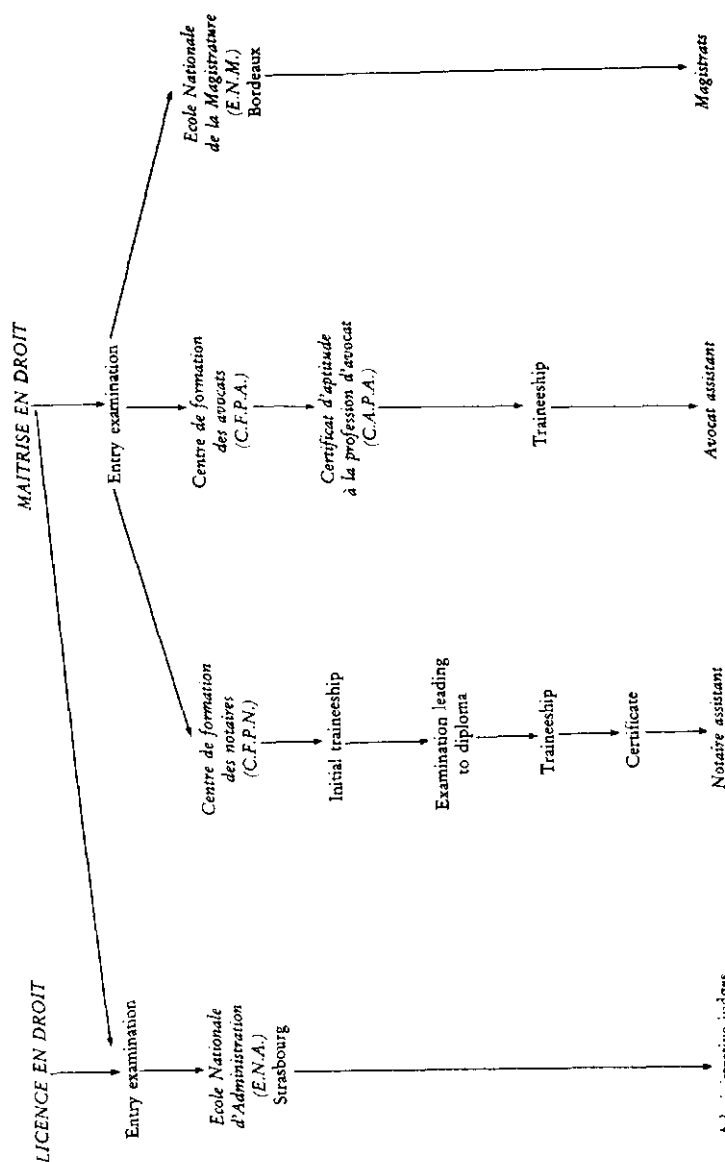 LICENCE EN DROIT
Entry examination
Ecole Nationale
d'Administration
(E.N.A.)
Strasbourg
Administrative judges
MAITRISE EN DROIT
Entry examination
Centre de formation
des notaires
(C.F.P.N.)
Initial traineeship
Examination leading
to diploma
Traineeship
Certificate
Notaire assistant
Centre de formation
des avocats
(C.F.P.A.)
Certificat d'aptitude
à la profession d'avocat
(C.A.P.A.)
Traineeship
Avocat assistant
Ecole Nationale
de la Magistrature
(E.N.M.)
Bordeaux
Magistrats